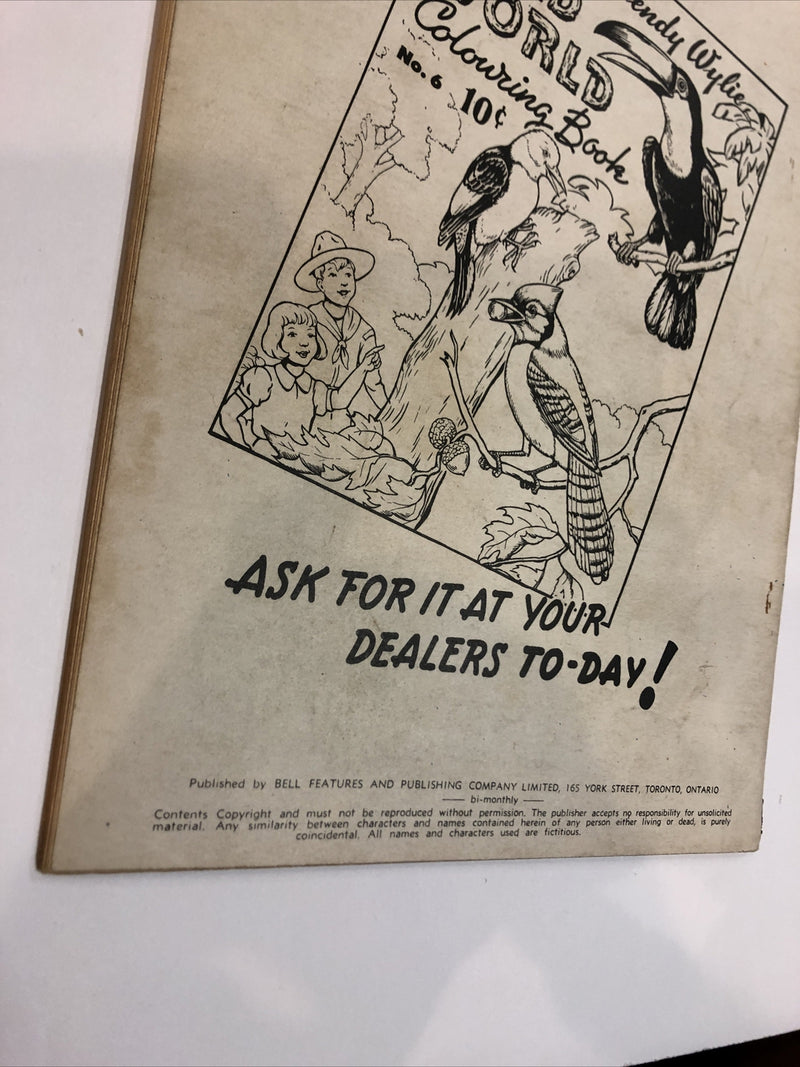 WORLD
Wendy Wylie
Colouring Book
No. 6 10¢
ASK FOR IT AT YOUR
DEALERS TO-DAY!
Published by BELL FEATURES AND PUBLISHING COMPANY LIMITED, 165 YORK STREET, TORONTO, ONTARIO
— bi-monthly —
Contents Copyright and must not be reproduced without permission. The publisher accepts no responsibility for unsolicited
material. Any similarity between characters and names contained herein of any person either living or dead, is purely
coincidental. All names and characters used are fictitious.